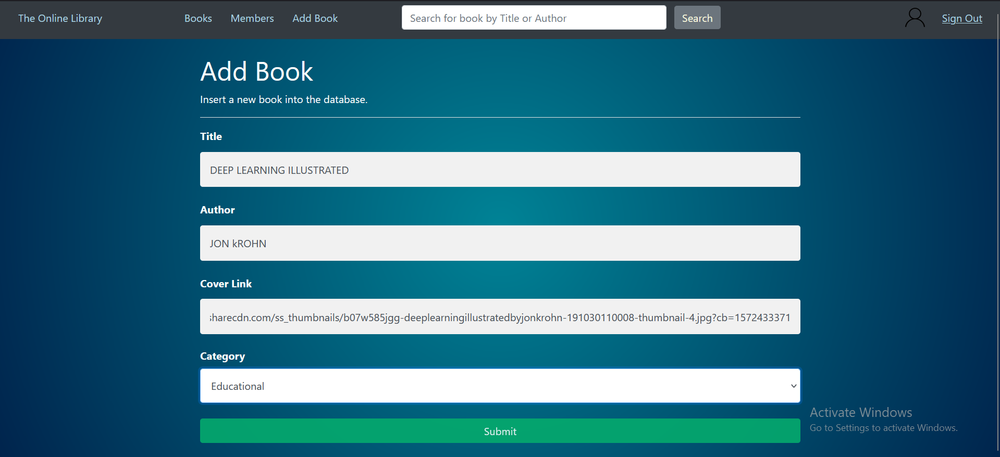 The Online Library Books Members Add Book Search for book by Title or Author Search Sign Out
Add Book
Insert a new book into the database.
Title
DEEP LEARNING ILLUSTRATED
Author
JON kROHN
Cover Link
sharecdn.com/ss_thumbnails/b07w585jgg-deeplearningillustratedbyjonkrohn-191030110008-thumbnail-4.jpg?cb=1572433371
Category
Educational
Submit
Activate Windows
Go to Settings to activate Windows.